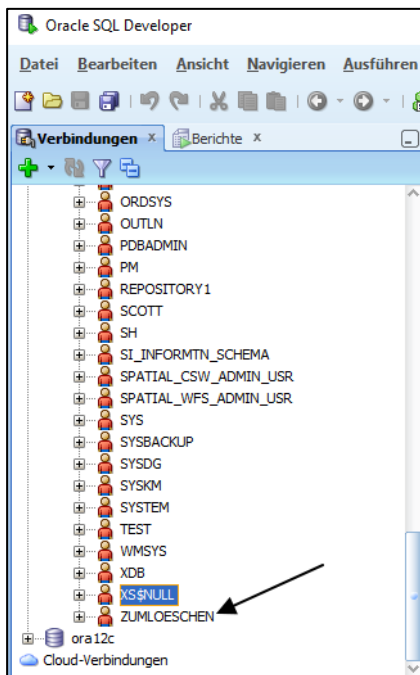 Oracle SQL Developer
Datei Bearbeiten Ansicht Navigieren Ausführen
Verbindungen x Berichte x
ORDSYS
OUTLN
PDBADMIN
PM
REPOSITORY1
SCOTT
SH
SI_INFORMTN_SCHEMA
SPATIAL_CSW_ADMIN_USR
SPATIAL_WFS_ADMIN_USR
SYS
SYSBACKUP
SYSDG
SYSKM
SYSTEM
TEST
WMSYS
XDB
XS$NULL
ZUMLOESCHEN
ora12c
Cloud-Verbindungen